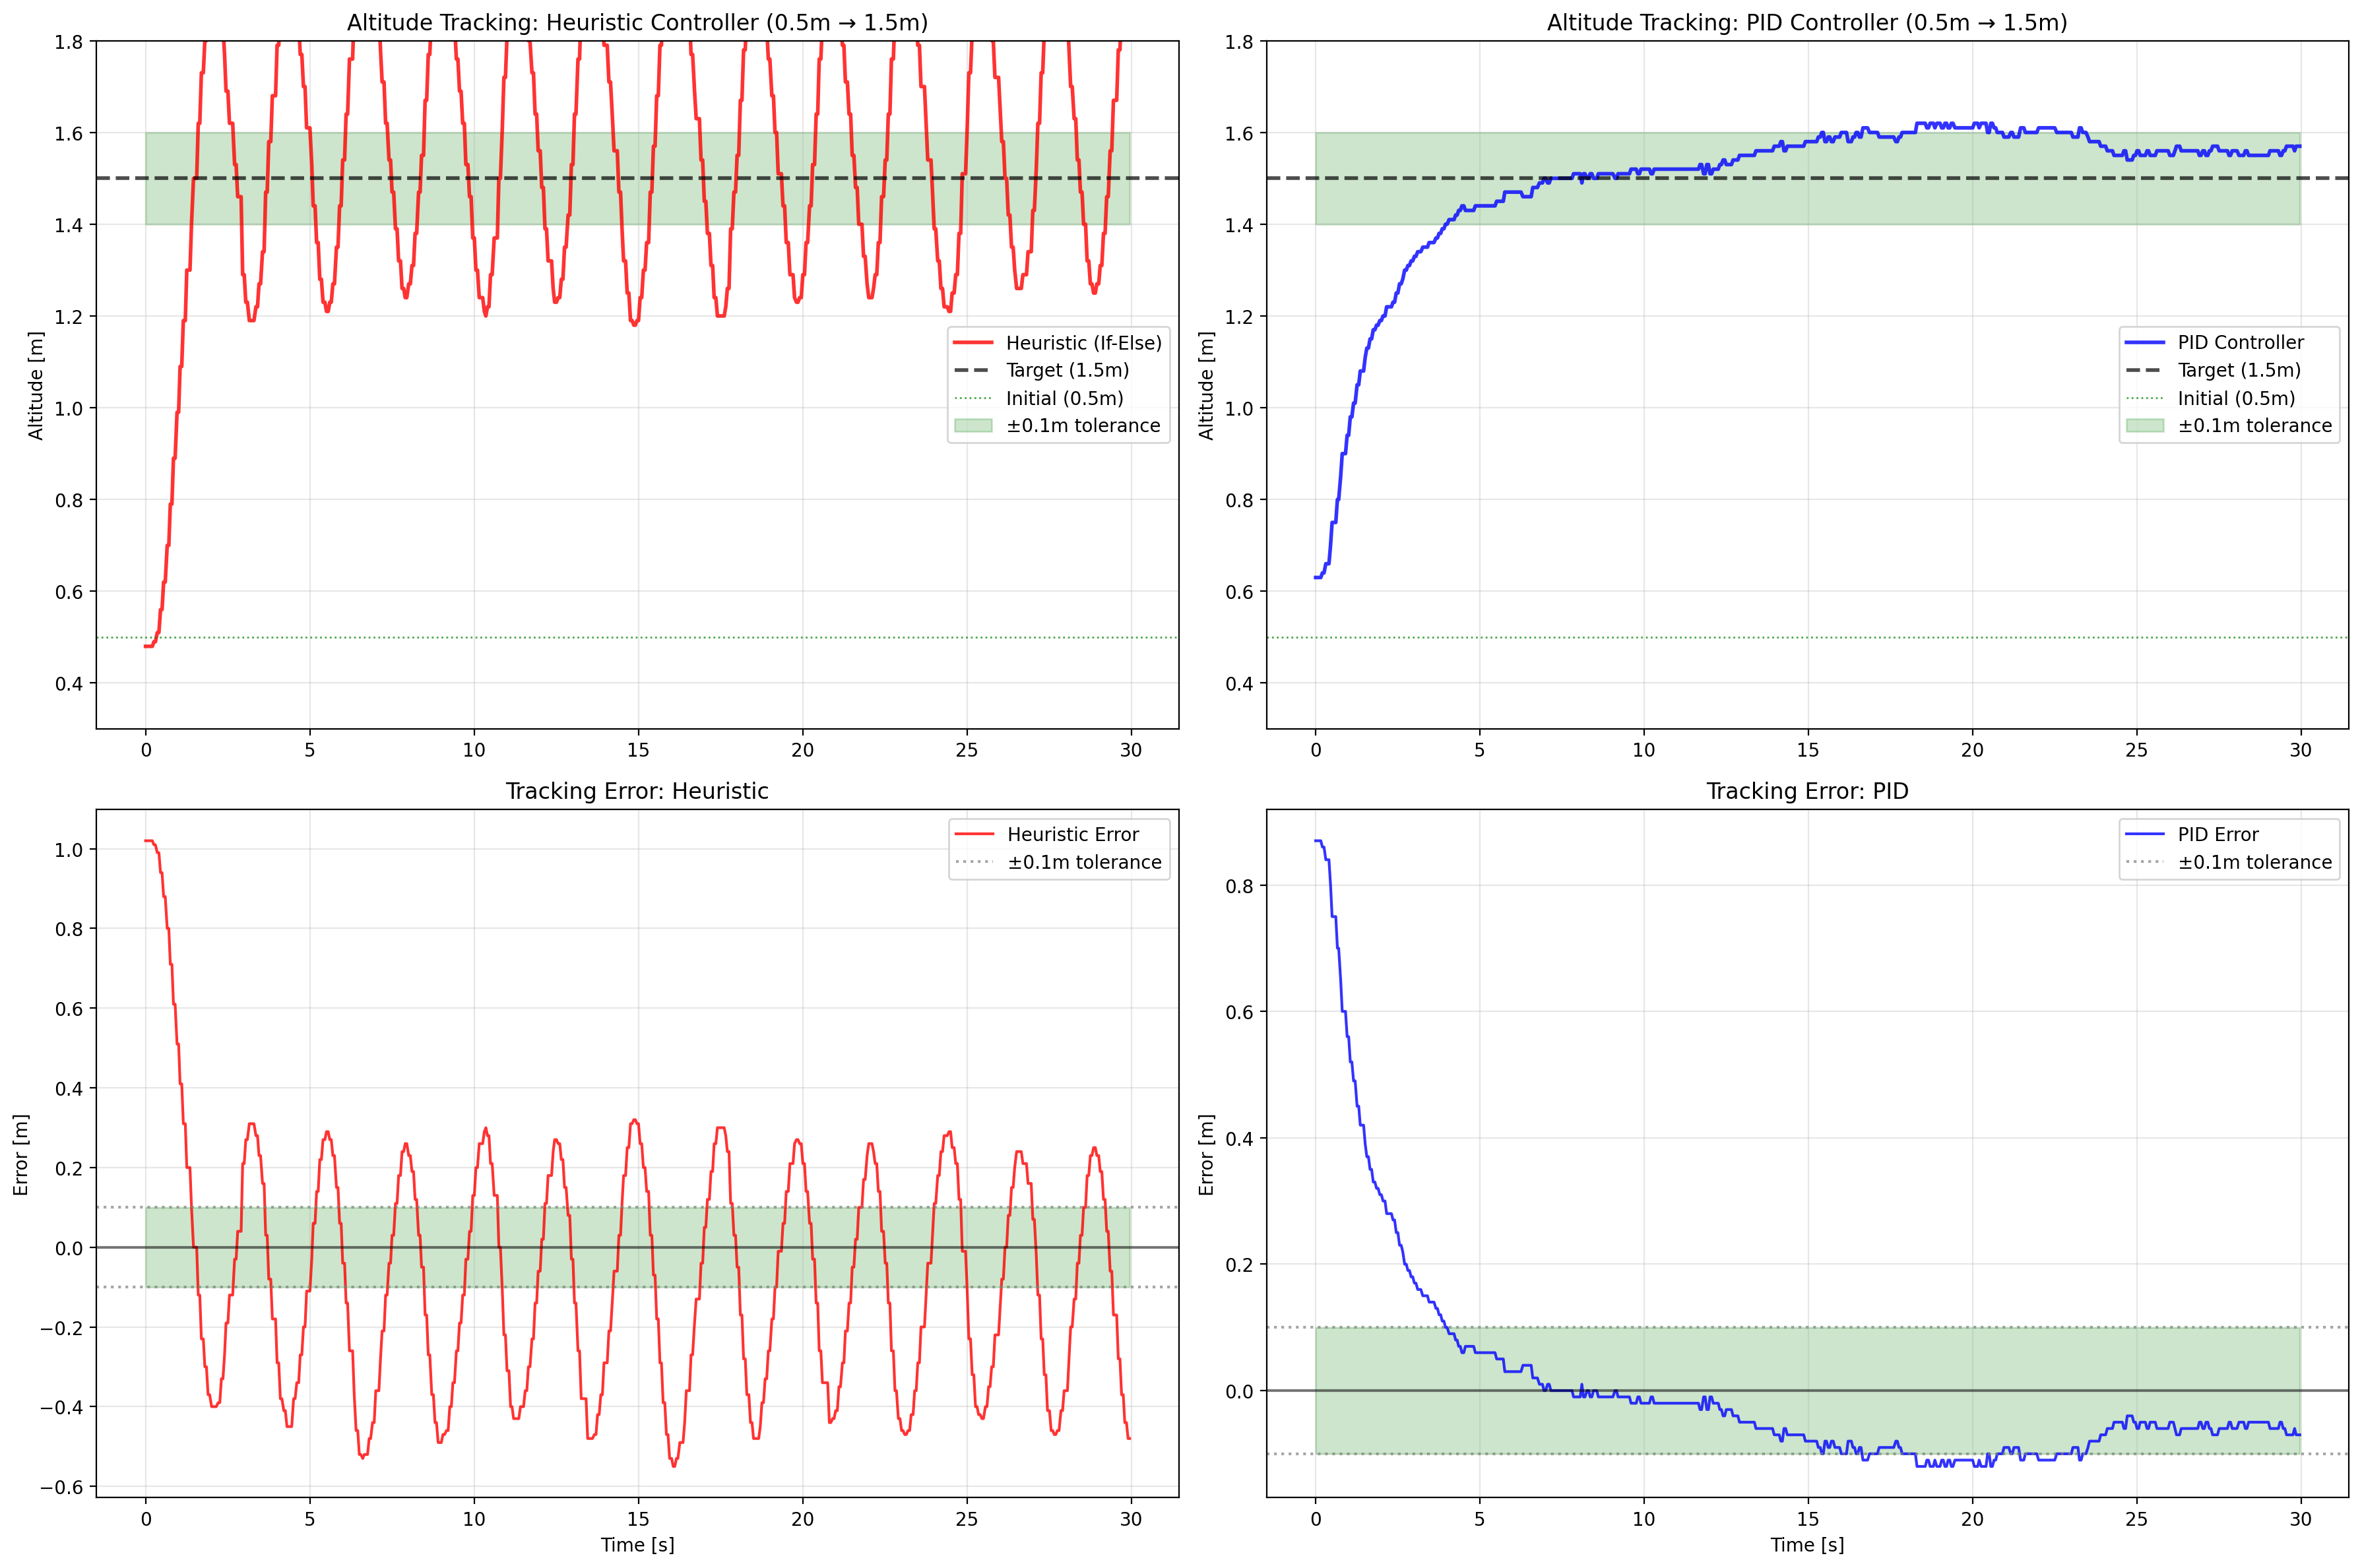 Altitude Tracking: Heuristic Controller (0.5m → 1.5m)
Altitude [m]
1.8
1.6
1.4
1.2
1.0
0.8
0.6
0.4
0 5 10 15 20 25 30
Heuristic (If-Else)
Target (1.5m)
Initial (0.5m)
±0.1m tolerance
Altitude Tracking: PID Controller (0.5m → 1.5m)
Altitude [m]
1.8
1.6
1.4
1.2
1.0
0.8
0.6
0.4
0 5 10 15 20 25 30
PID Controller
Target (1.5m)
Initial (0.5m)
±0.1m tolerance
Tracking Error: Heuristic
Error [m]
1.0
0.8
0.6
0.4
0.2
0.0
−0.2
−0.4
−0.6
0 5 10 15 20 25 30
Time [s]
Heuristic Error
±0.1m tolerance
Tracking Error: PID
Error [m]
0.8
0.6
0.4
0.2
0.0
0 5 10 15 20 25 30
Time [s]
PID Error
±0.1m tolerance